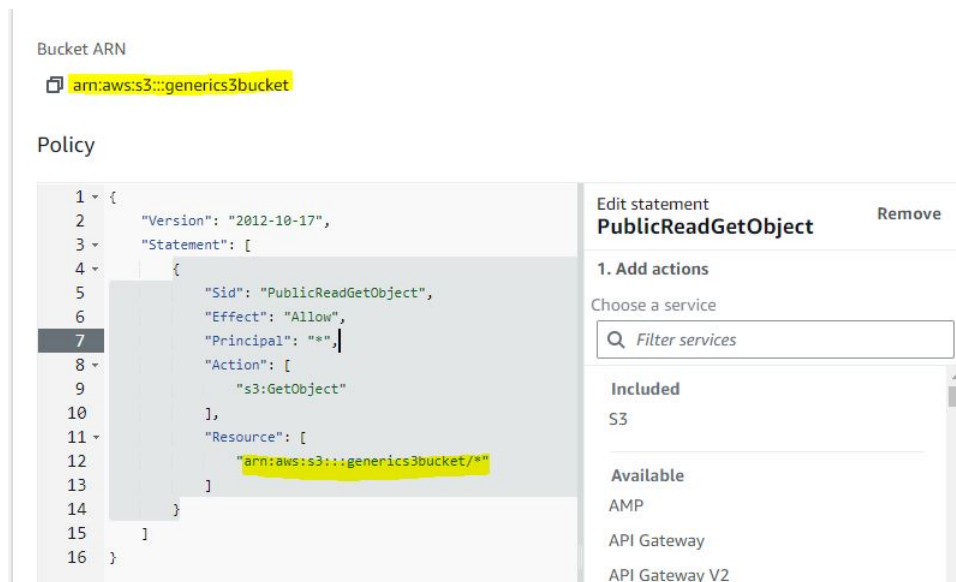 Bucket ARN
arn:aws:s3:::generics3bucket
Policy
1 {
2 "Version": "2012-10-17",
3 "Statement": [
4 {
5 "Sid": "PublicReadGetObject",
6 "Effect": "Allow",
7 "Principal": "*",
8 "Action": [
9 "s3:GetObject"
10 ],
11 "Resource": [
12 "arn:aws:s3:::generics3bucket/*"
13 ]
14 }
15 ]
16 }
Edit statement
PublicReadGetObject
Remove
1. Add actions
Choose a service
Filter services
Included
S3
Available
AMP
API Gateway
API Gateway V2